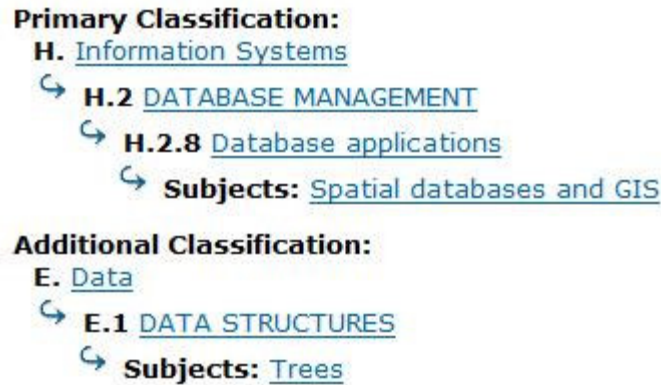 Primary Classification:
H. Information Systems
H.2 DATABASE MANAGEMENT
H.2.8 Database applications
Subjects: Spatial databases and GIS
Additional Classification:
E. Data
E.1 DATA STRUCTURES
Subjects: Trees